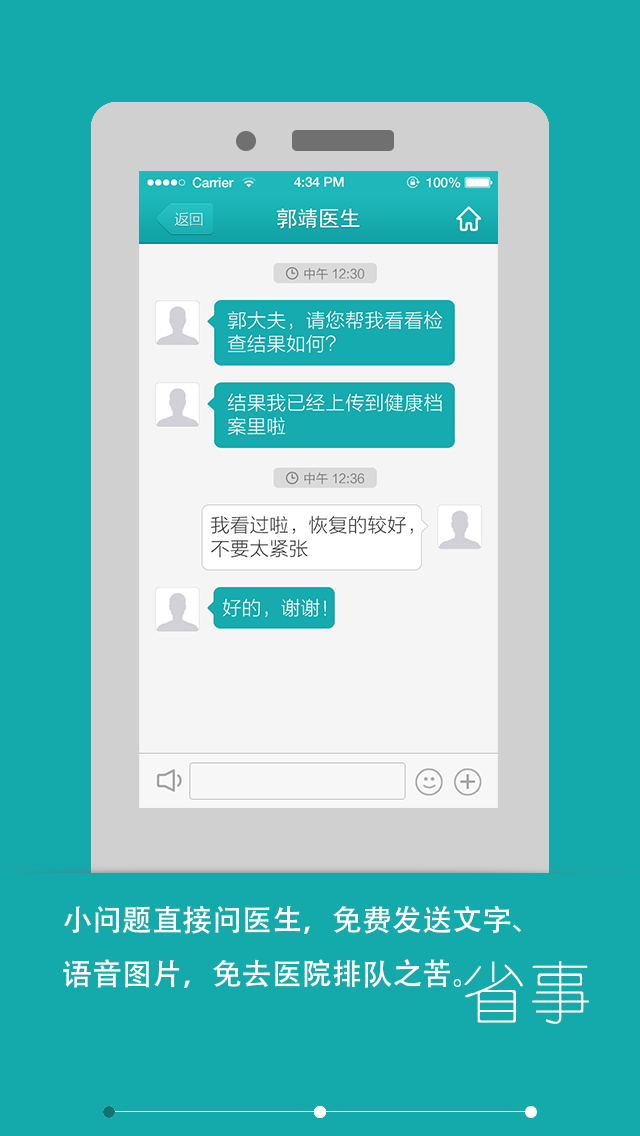 Carrier 4:34 PM 100%
返回 郭靖医生
中午 12:30
郭大夫，请您帮我看看检
查结果如何？
结果我已经上传到健康档
案里啦
中午 12:36
我看过啦，恢复的较好，
不要太紧张
好的，谢谢！
小问题直接问医生，免费发送文字、
语音图片，免去医院排队之苦。
省事